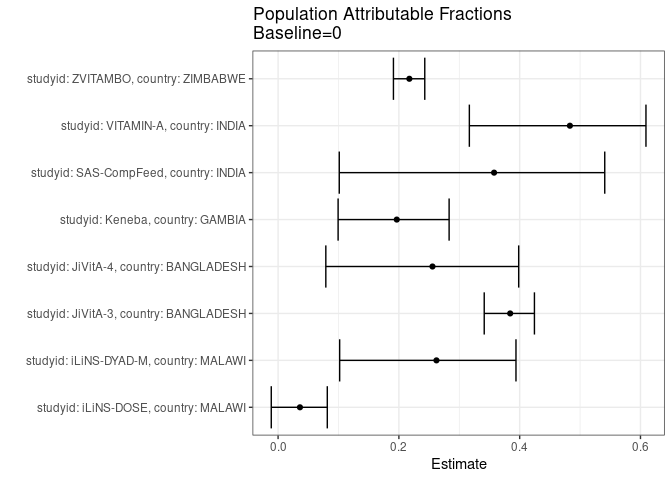 Population Attributable Fractions
Baseline=0
studyid: ZVITAMBO, country: ZIMBABWE
studyid: VITAMIN-A, country: INDIA
studyid: SAS-CompFeed, country: INDIA
studyid: Keneba, country: GAMBIA
studyid: JiVitA-4, country: BANGLADESH
studyid: JiVitA-3, country: BANGLADESH
studyid: iLiNS-DYAD-M, country: MALAWI
studyid: iLiNS-DOSE, country: MALAWI
0.0 0.2 0.4 0.6
Estimate